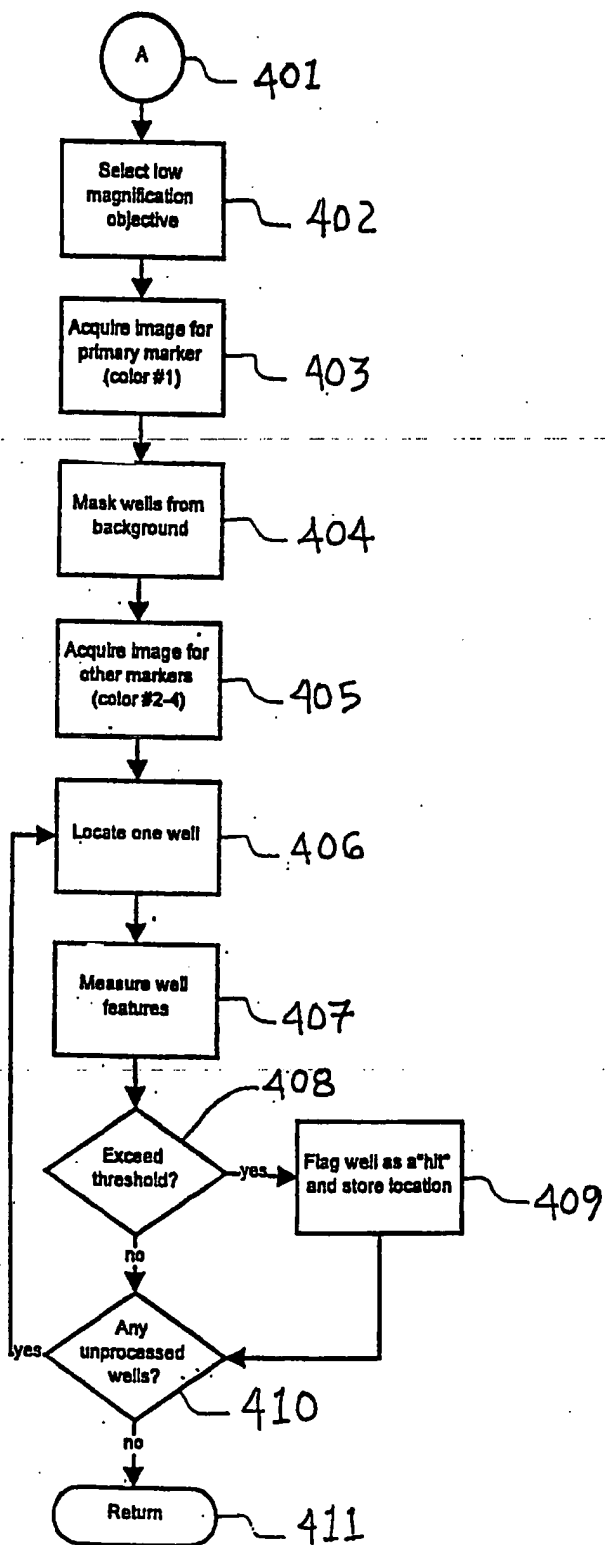 A
401
Select low
magnification
objective
402
Acquire image for
primary marker
(color #1)
403
Mask wells from
background
404
Acquire image for
other markers
(color #2-4)
405
Locate one well
406
Measure well
features
407
408
Exceed
threshold?
yes
Flag well as a "hit"
and store location
409
no
Any
unprocessed
wells?
yes
410
no
Return
411